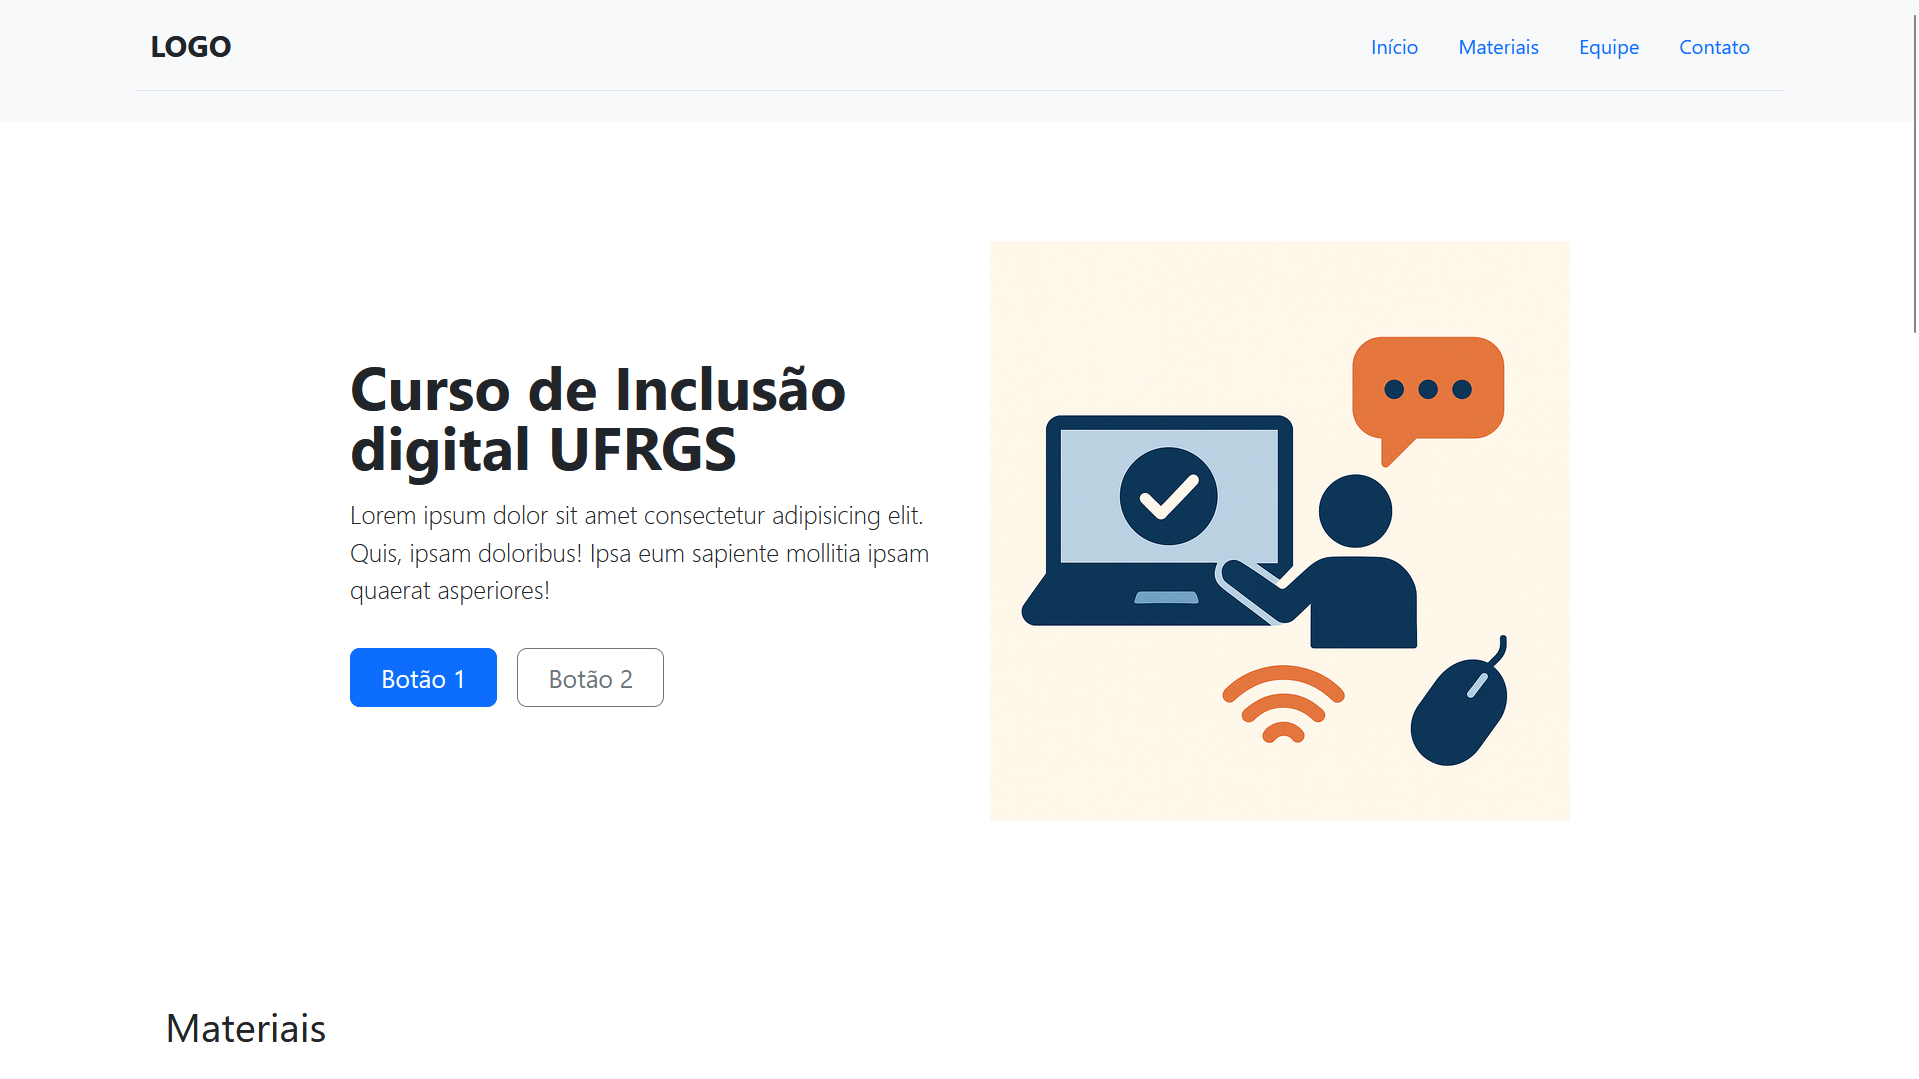 LOGO
Início Materiais Equipe Contato
Curso de Inclusão
digital UFRGS
Lorem ipsum dolor sit amet consectetur adipisicing elit.
Quis, ipsam doloribus! Ipsa eum sapiente mollitia ipsam
quaerat asperiores!
Botão 1 Botão 2
Materiais